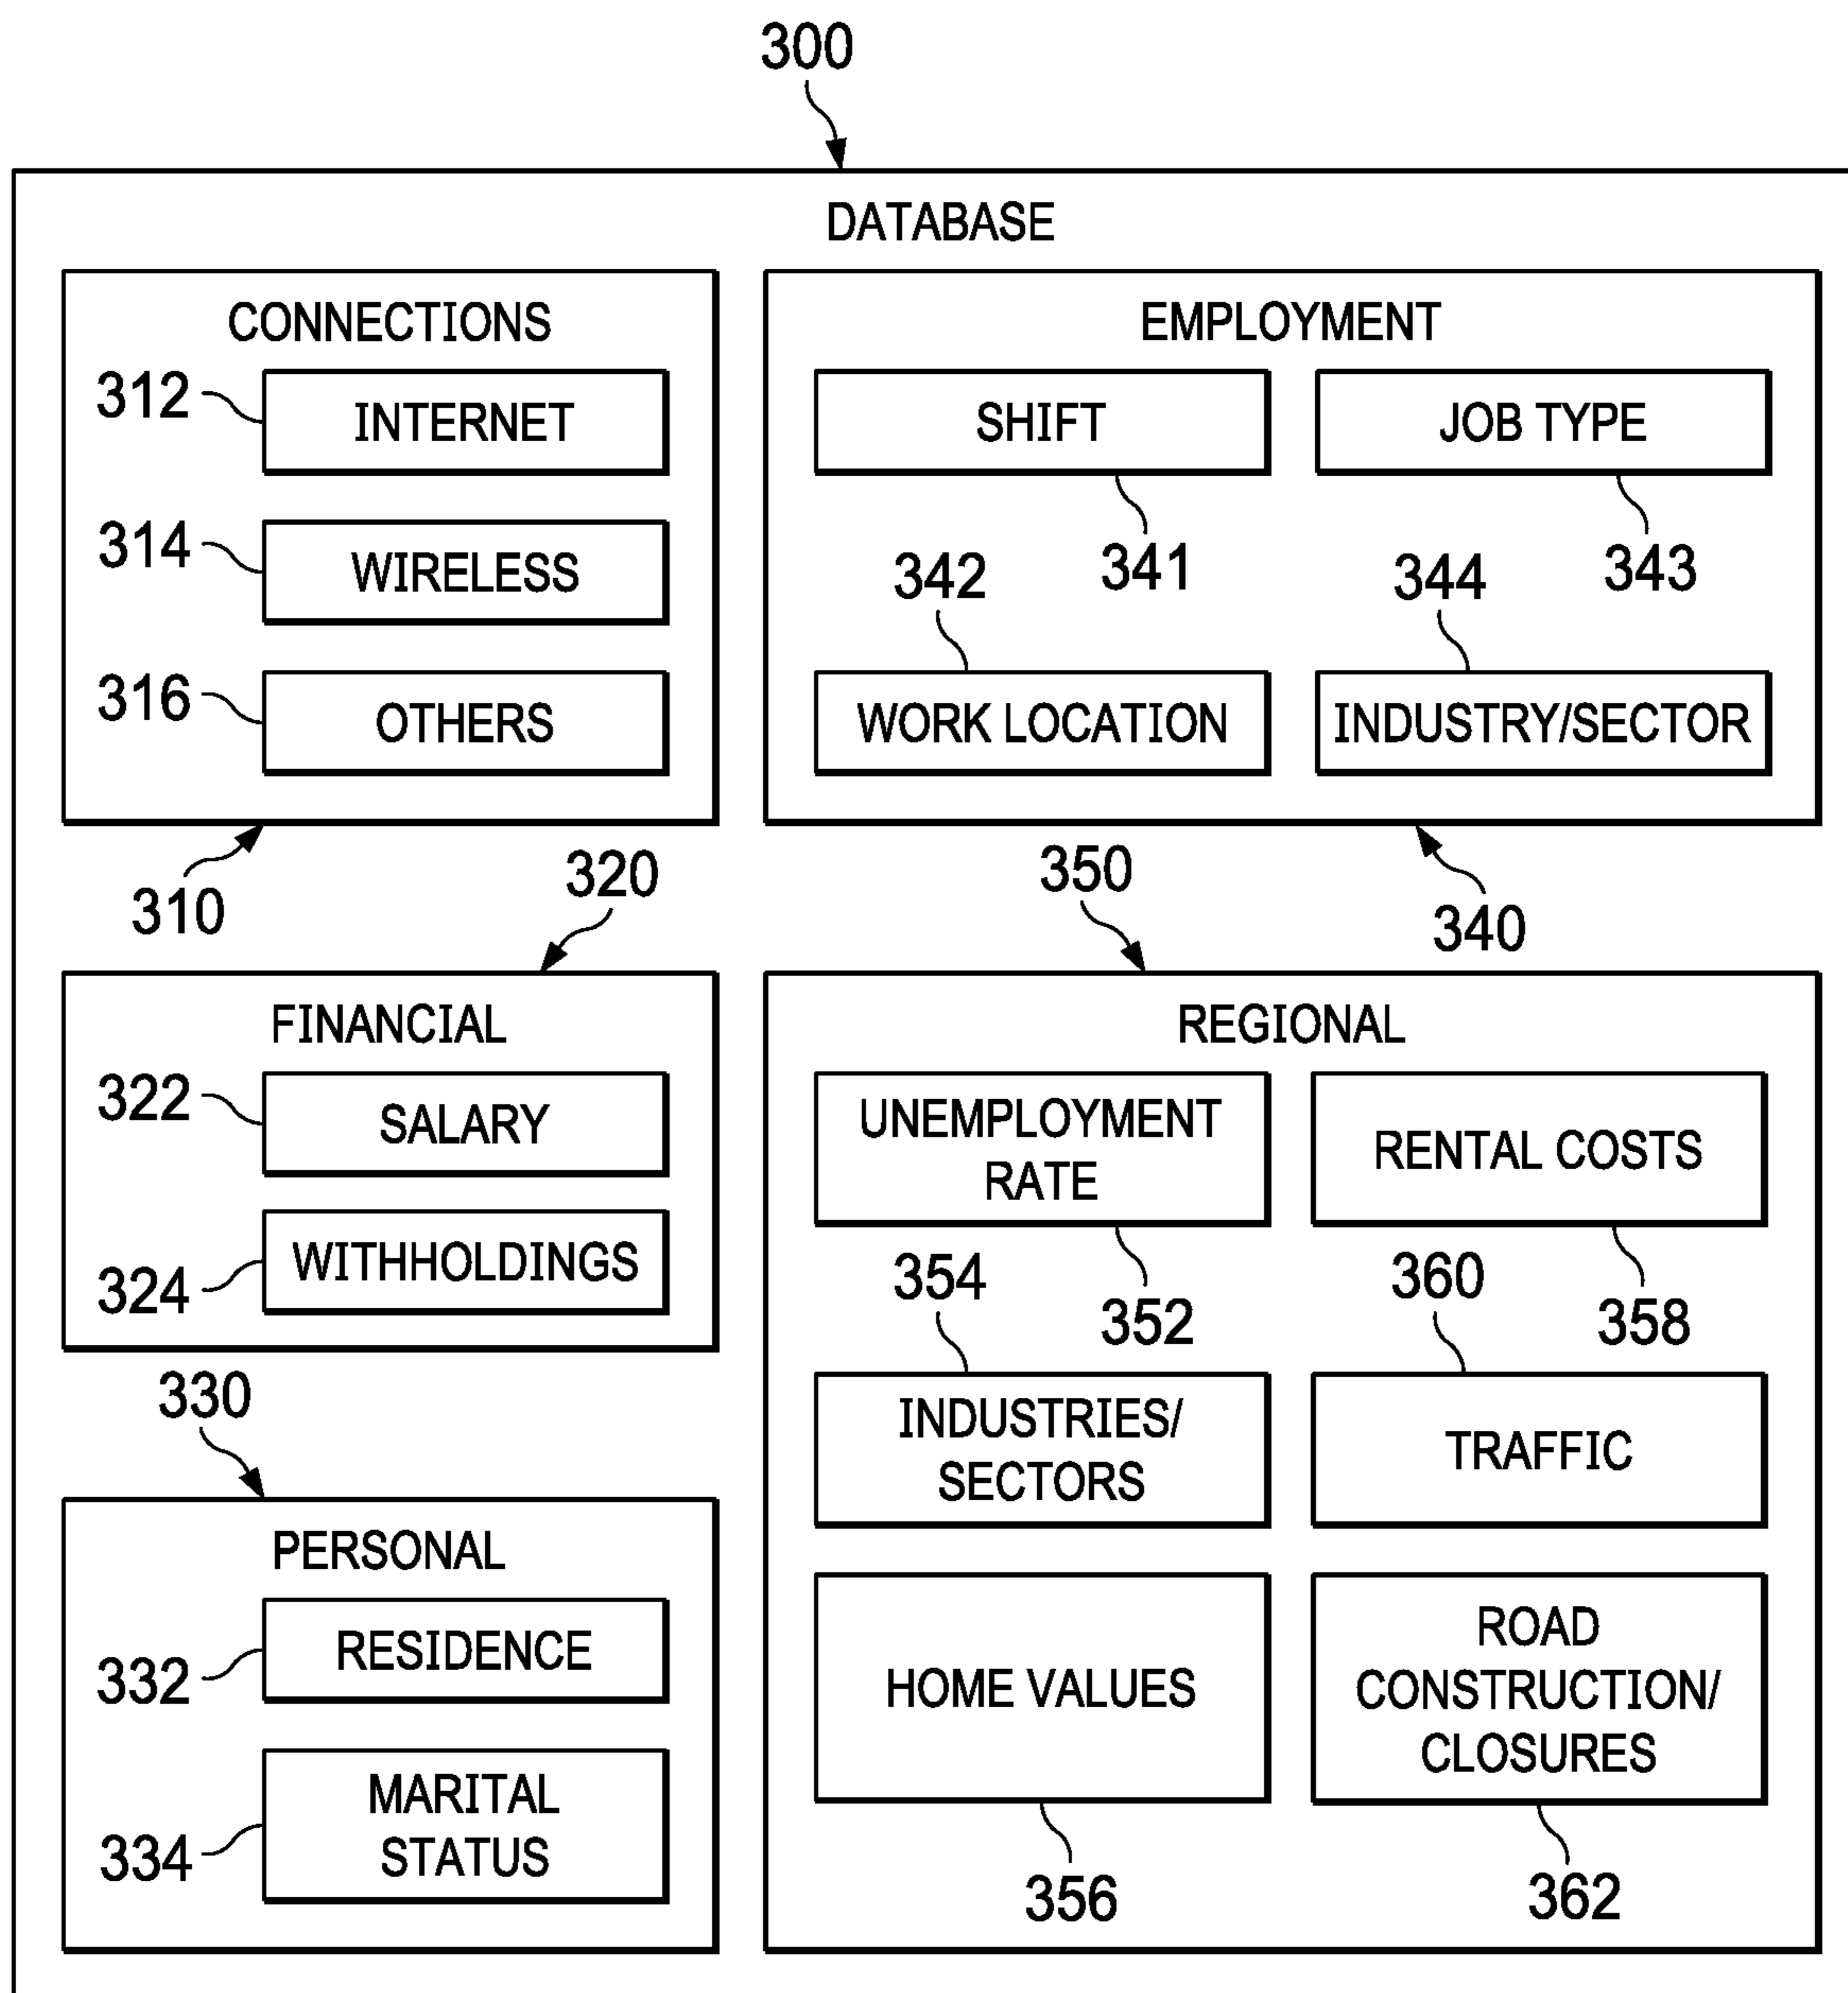 300
DATABASE
CONNECTIONS
312
INTERNET
314
WIRELESS
316
OTHERS
310
EMPLOYMENT
SHIFT
JOB TYPE
341
343
342
344
WORK LOCATION
INDUSTRY/SECTOR
340
320
FINANCIAL
322
SALARY
324
WITHHOLDINGS
330
PERSONAL
332
RESIDENCE
334
MARITAL
STATUS
350
REGIONAL
UNEMPLOYMENT
RATE
RENTAL COSTS
352
358
354
360
INDUSTRIES/
SECTORS
TRAFFIC
HOME VALUES
ROAD
CONSTRUCTION/
CLOSURES
356
362